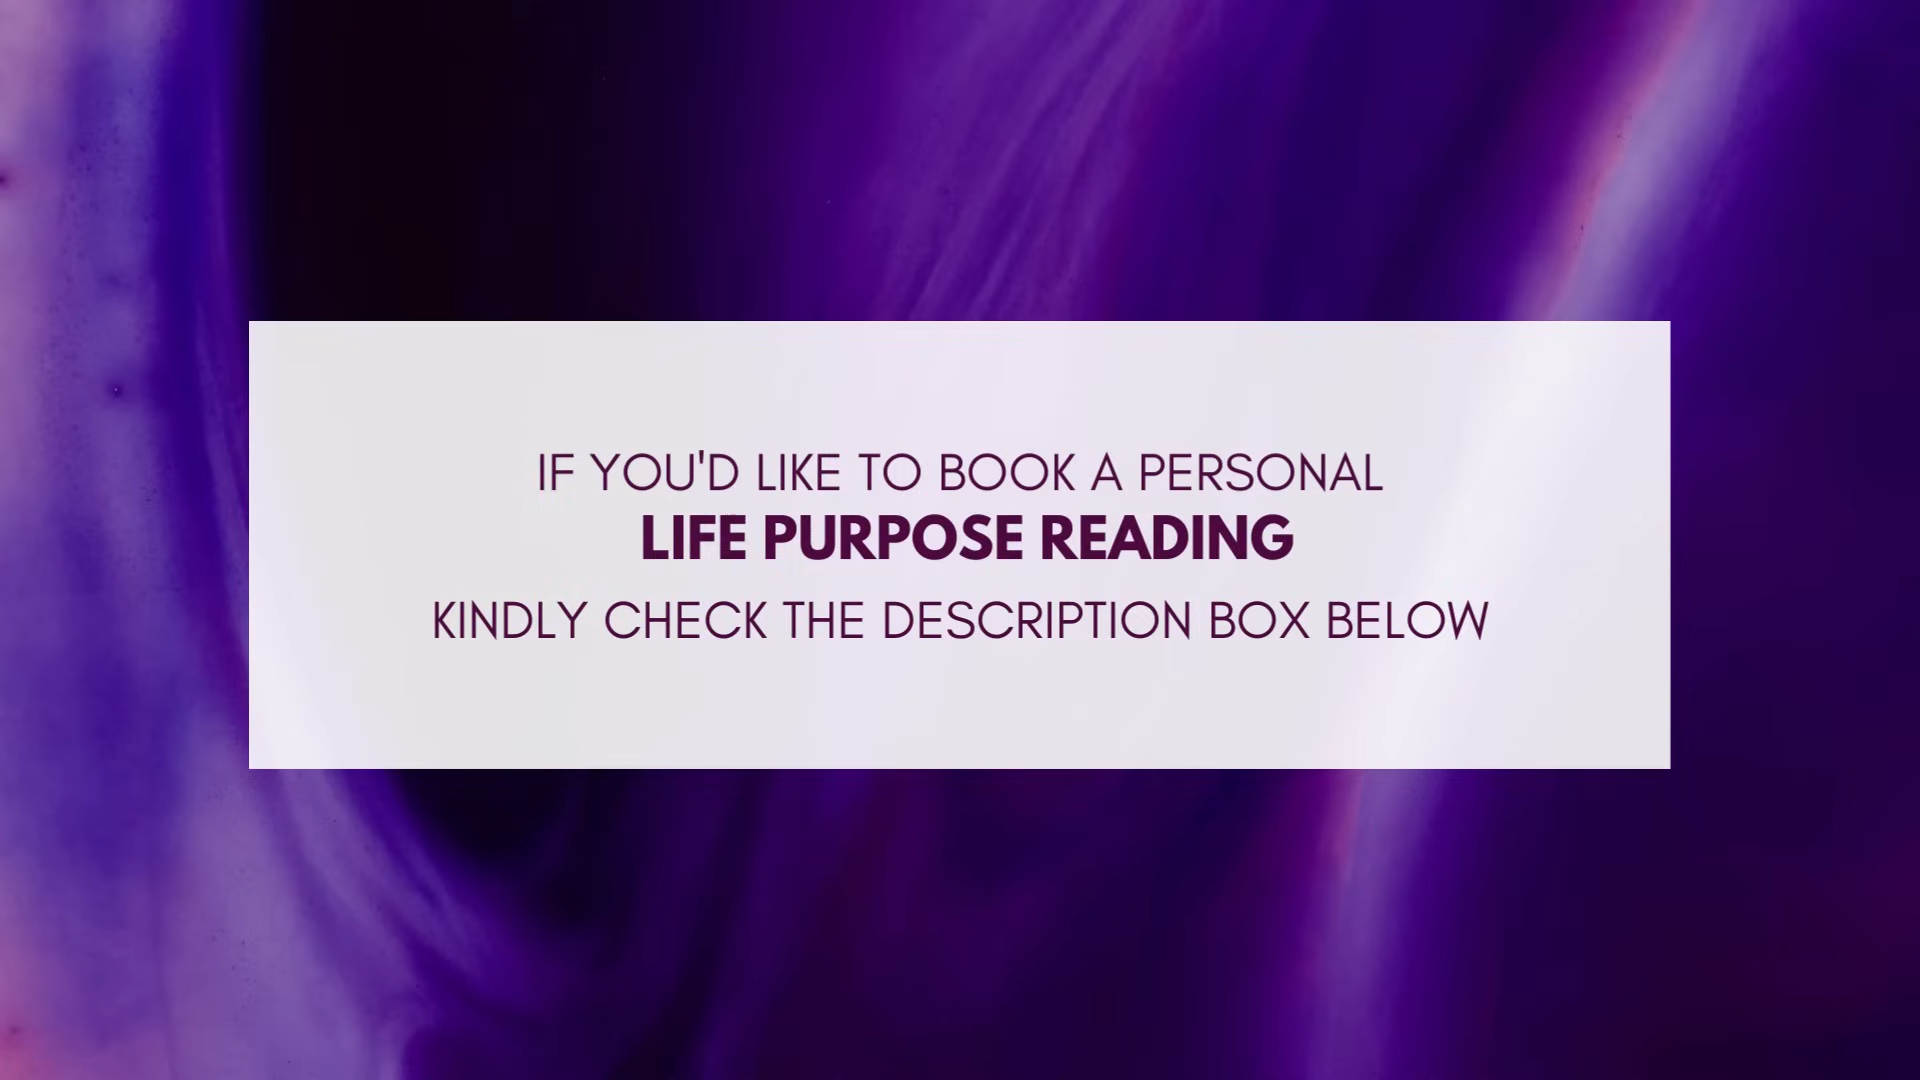 IF YOU'D LIKE TO BOOK A PERSONAL
LIFE PURPOSE READING
KINDLY CHECK THE DESCRIPTION BOX BELOW